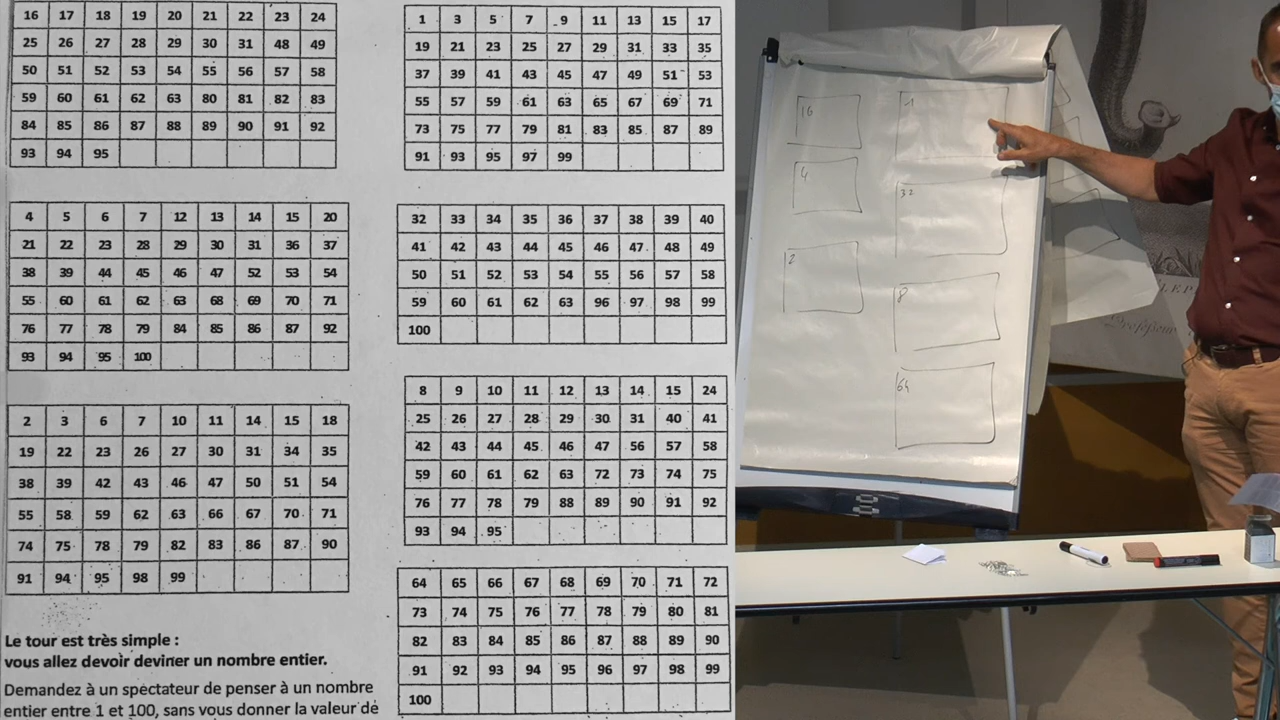 16 17 18 19 20 21 22 23 24
25 26 27 28 29 30 31 48 49
50 51 52 53 54 55 56 57 58
59 60 61 62 63 80 81 82 83
84 85 86 87 88 89 90 91 92
93 94 95
4 5 6 7 12 13 14 15 20
21 22 23 28 29 30 31 36 37
38 39 44 45 46 47 52 53 54
55 60 61 62 63 68 69 70 71
76 77 78 79 84 85 86 87 92
93 94 95 100
2 3 6 7 10 11 14 15 18
19 22 23 26 27 30 31 34 35
38 39 42 43 46 47 50 51 54
55 58 59 62 63 66 67 70 71
74 75 78 79 82 83 86 87 90
91 94 95 98 99
Le tour est très simple :
vous allez devoir deviner un nombre entier.
Demandez à un spectateur de penser à un nombre
entier entre 1 et 100, sans vous donner la valeur de
1 3 5 7 9 11 13 15 17
19 21 23 25 27 29 31 33 35
37 39 41 43 45 47 49 51 53
55 57 59 61 63 65 67 69 71
73 75 77 79 81 83 85 87 89
91 93 95 97 99
32 33 34 35 36 37 38 39 40
41 42 43 44 45 46 47 48 49
50 51 52 53 54 55 56 57 58
59 60 61 62 63 96 97 98 99
100
8 9 10 11 12 13 14 15 24
25 26 27 28 29 30 31 40 41
42 43 44 45 46 47 56 57 58
59 60 61 62 63 72 73 74 75
76 77 78 79 88 89 90 91 92
93 94 95
64 65 66 67 68 69 70 71 72
73 74 75 76 77 78 79 80 81
82 83 84 85 86 87 88 89 90
91 92 93 94 95 96 97 98 99
100
16
4
2
1
32
8
64